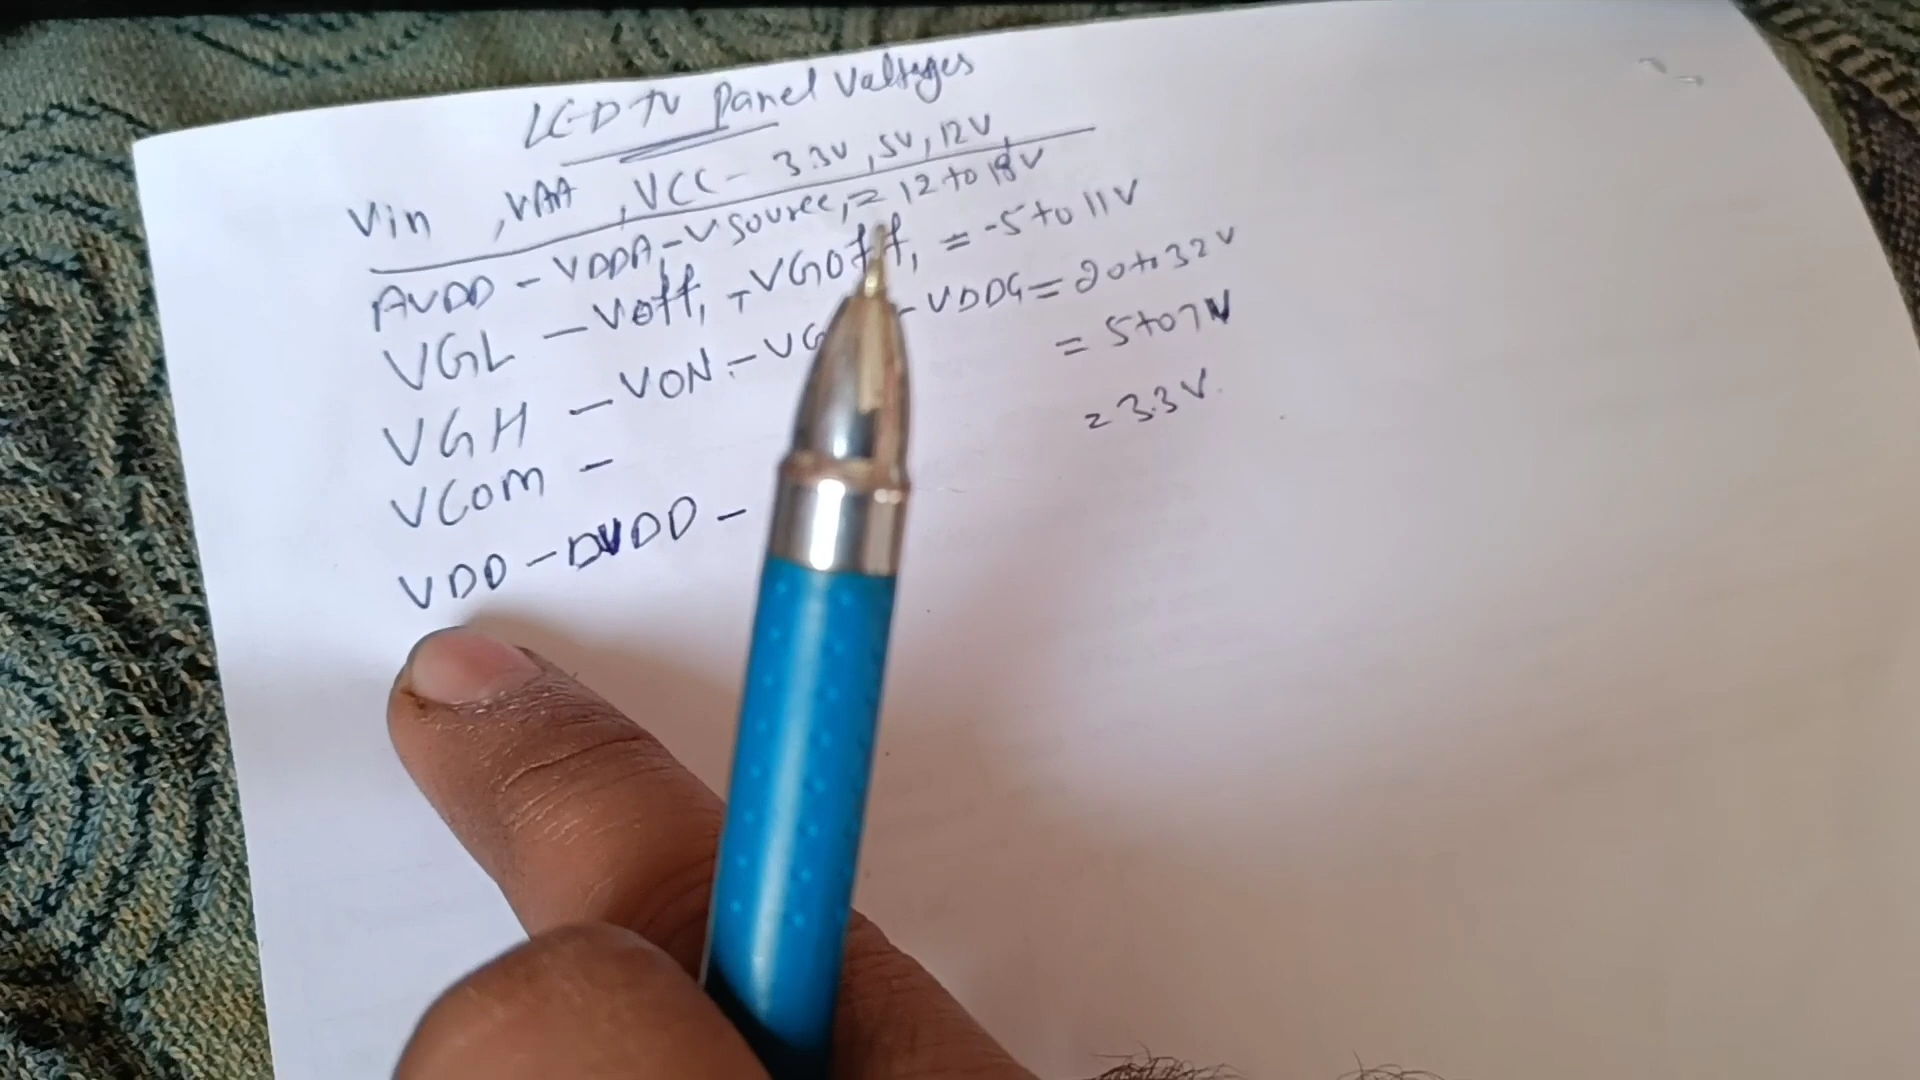 LCD TV Panel Valtages
Vin , VAA , VCC - 3.3V, 5V, 12V,
AVDD - VDDA, - V source, = 12 to 18V
VGL - Voff, - VGOff, = -5 to 11V
VGH - VON - - VDDG = 20 to 32V
VCOM - = 5 to 7V
VDD - DVDD - = 3.3V.